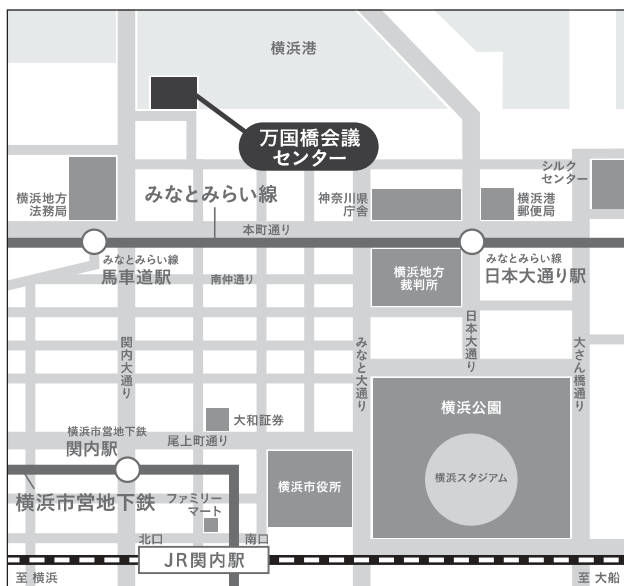 横浜港
万国橋会議
センター
シルク
センター
横浜地方
法務局
みなとみらい線
神奈川県
庁舎
横浜港
郵便局
本町通り
みなとみらい線
馬車道駅
南仲通り
横浜地方
裁判所
みなとみらい線
日本大通り駅
関内大通り
みなと大通り
日本大通り
大さん橋通り
大和証券
横浜公園
横浜市営地下鉄
関内駅
尾上町通り
横浜スタジアム
横浜市営地下鉄
ファミリー
マート
横浜市役所
北口
南口
JR関内駅
至 横浜
至 大船